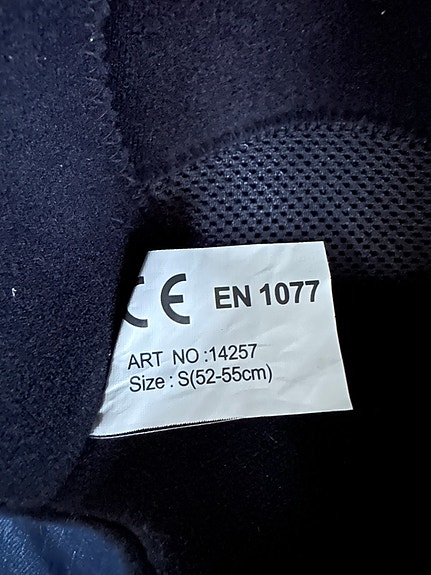 CE EN 1077
ART NO :14257
Size : S(52-55cm)